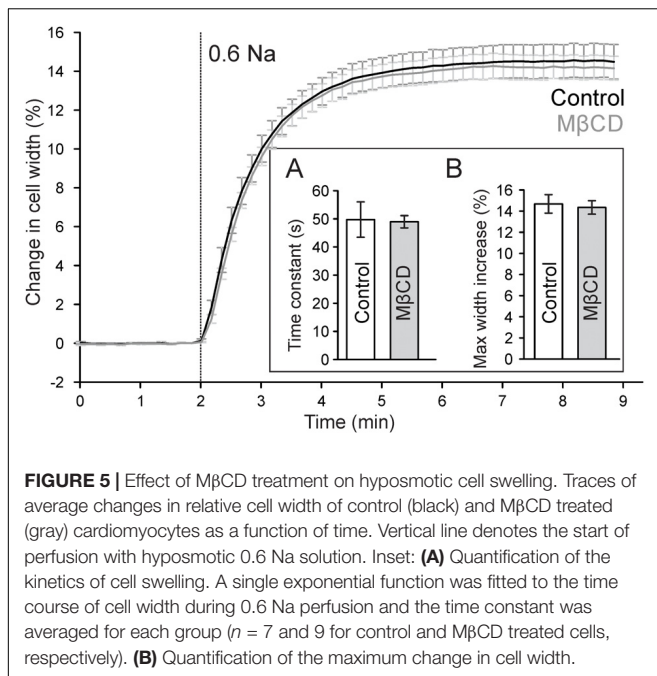 16
14
12
10
8
6
4
2
0
-2
Change in cell width (%)
0.6 Na
Control
MβCD
A
60
50
40
30
20
10
0
Time constant (s)
Control
MβCD
B
16
14
12
10
8
6
4
2
0
Max width increase (%)
Control
MβCD
0 1 2 3 4 5 6 7 8 9
Time (min)
FIGURE 5 | Effect of MβCD treatment on hyposmotic cell swelling. Traces of
average changes in relative cell width of control (black) and MβCD treated
(gray) cardiomyocytes as a function of time. Vertical line denotes the start of
perfusion with hyposmotic 0.6 Na solution. Inset: (A) Quantification of the
kinetics of cell swelling. A single exponential function was fitted to the time
course of cell width during 0.6 Na perfusion and the time constant was
averaged for each group (n = 7 and 9 for control and MβCD treated cells,
respectively). (B) Quantification of the maximum change in cell width.